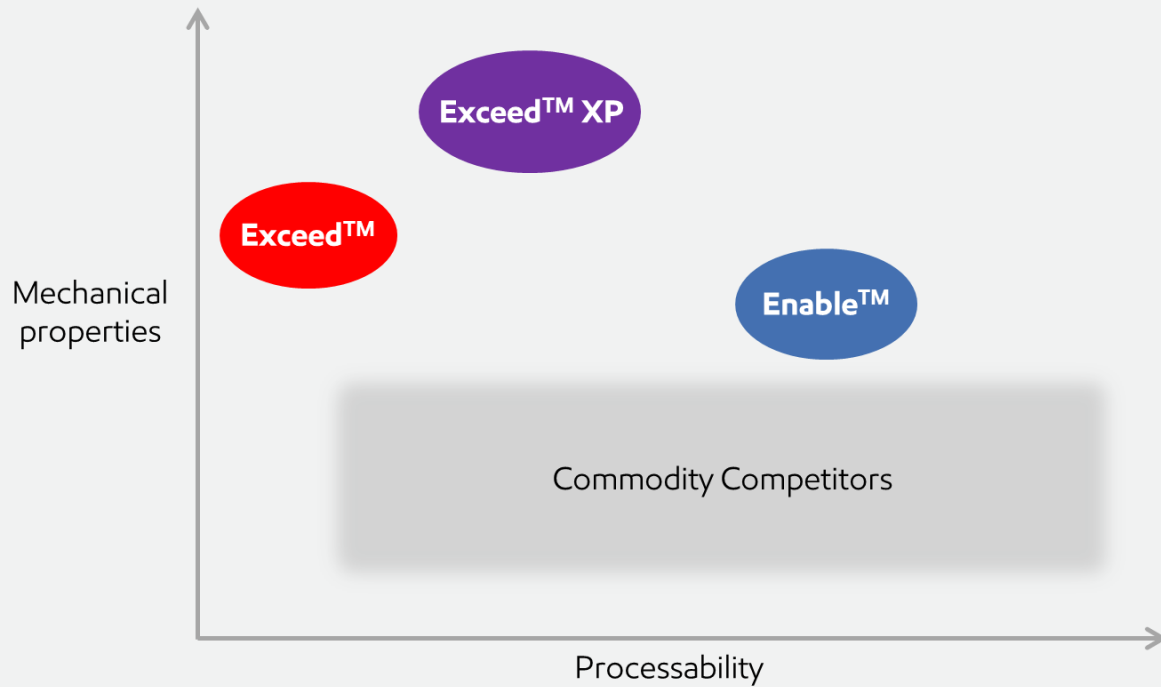 Exceed™ XP
Exceed™
Mechanical
properties
Enable™
Commodity Competitors
Processability